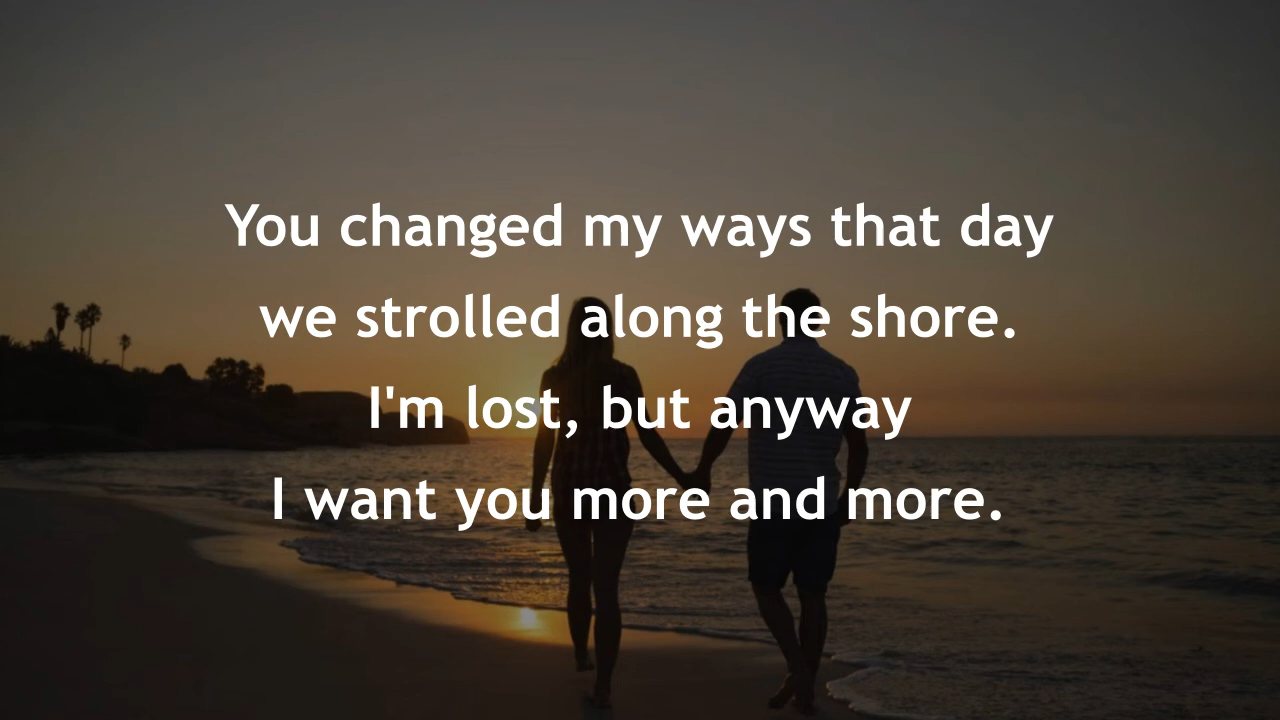 You changed my ways that day
we strolled along the shore.
I'm lost, but anyway
I want you more and more.